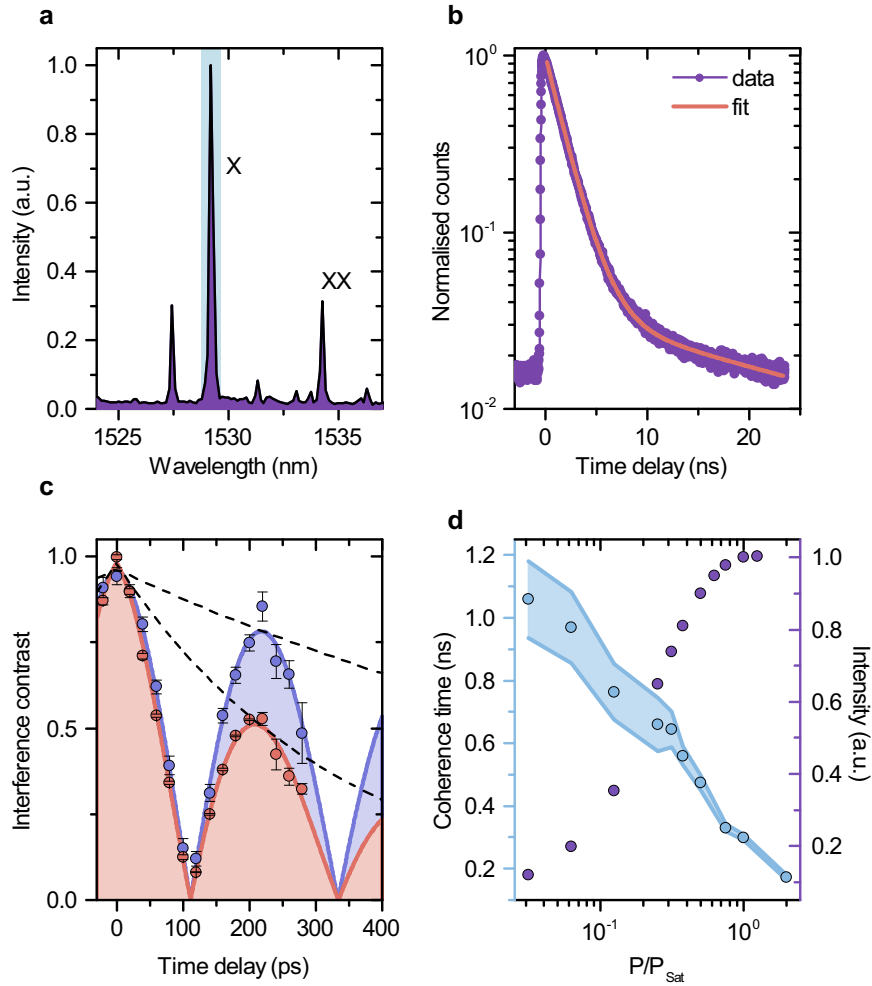 a
1.0
0.8
0.6
0.4
0.2
0.0
Intensity (a.u.)
X
XX
1525 1530 1535
Wavelength (nm)
b
10⁰
10⁻¹
10⁻²
Normalised counts
data
fit
0 10 20
Time delay (ns)
c
1.0
0.5
0.0
Interference contrast
0 100 200 300 400
Time delay (ps)
d
1.2
1.0
0.8
0.6
0.4
0.2
Coherence time (ns)
1.0
0.8
0.6
0.4
0.2
Intensity (a.u.)
10⁻¹ 10⁰
P/P_Sat